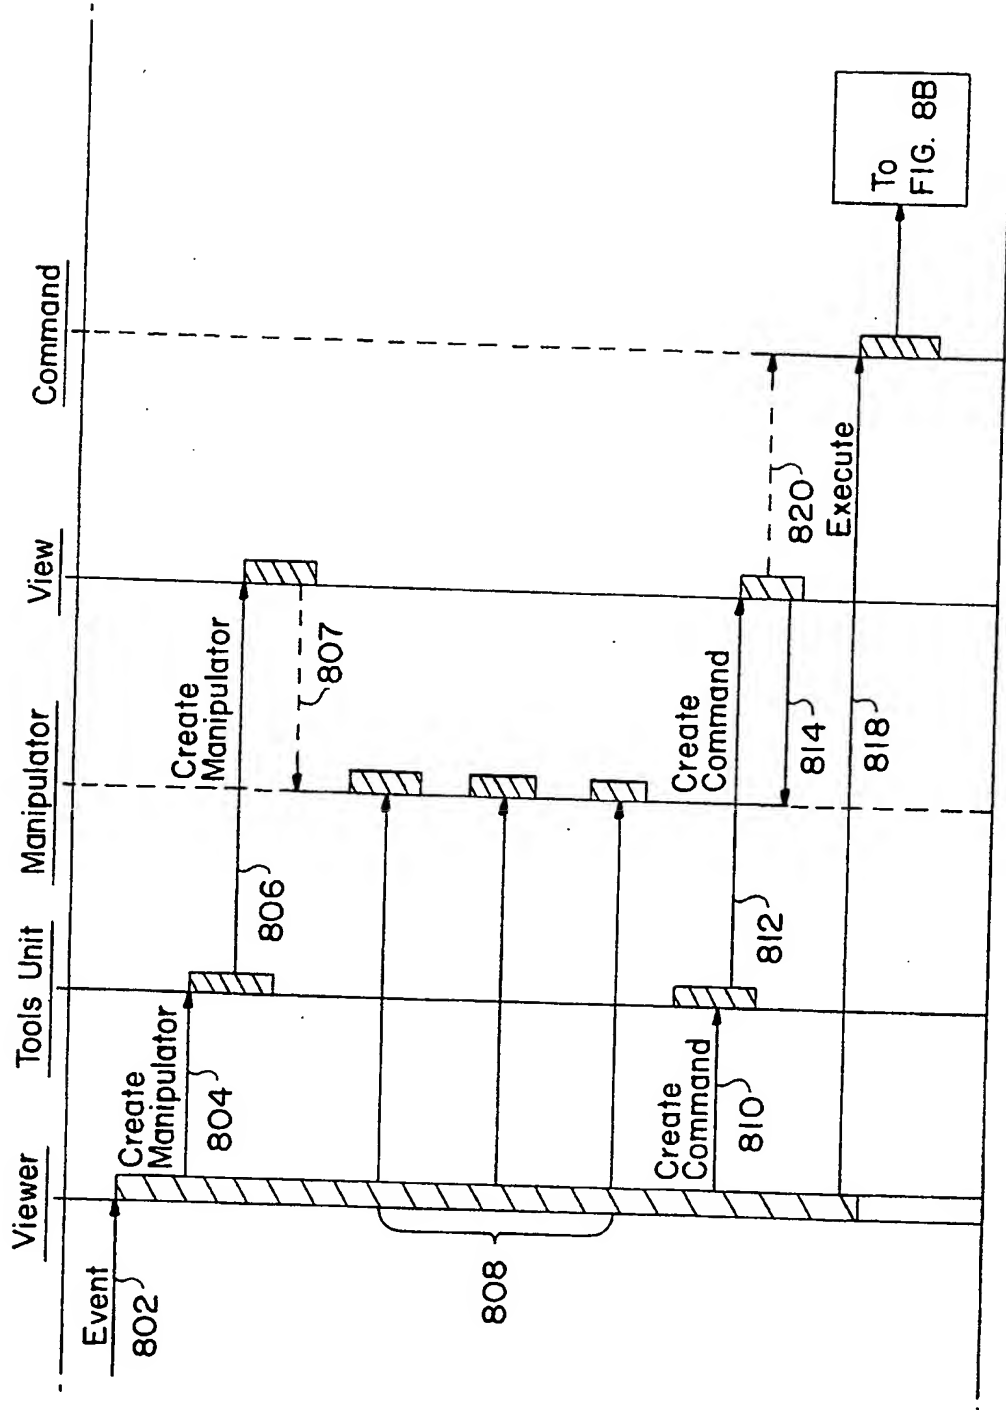 Viewer
Tools Unit
Manipulator
View
Command
Event
802
Create
Manipulator
804
Create
Manipulator
806
807
808
Create
Command
810
Create
Command
812
814
820
Execute
818
To
FIG. 8B